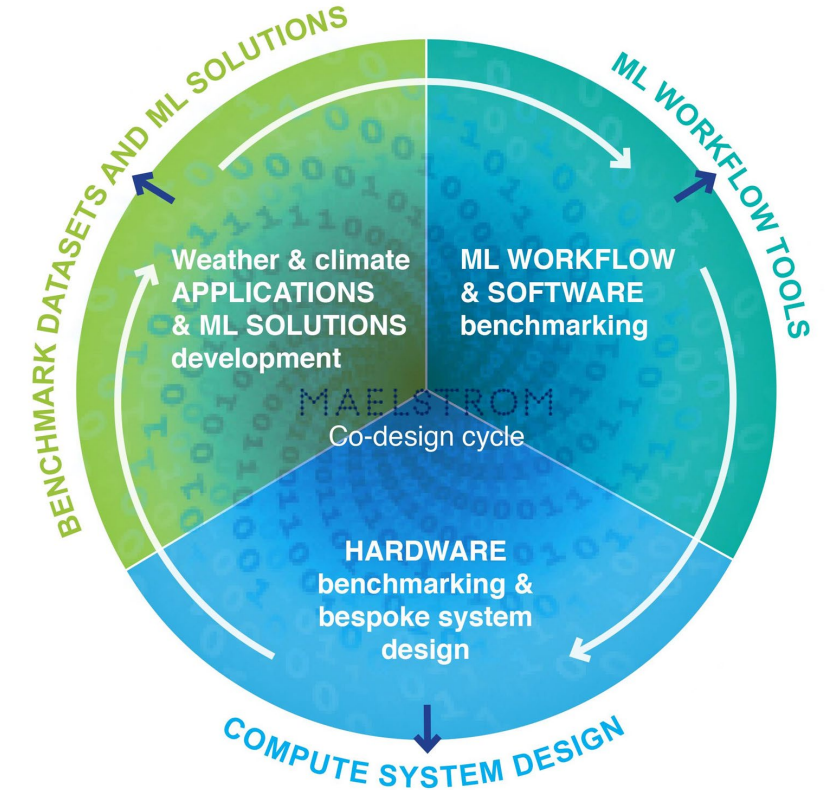 BENCHMARK DATASETS AND ML SOLUTIONS
ML WORKFLOW TOOLS
Weather & climate
APPLICATIONS
& ML SOLUTIONS
development
ML WORKFLOW
& SOFTWARE
benchmarking
MAELSTROM
Co-design cycle
HARDWARE
benchmarking &
bespoke system
design
COMPUTE SYSTEM DESIGN